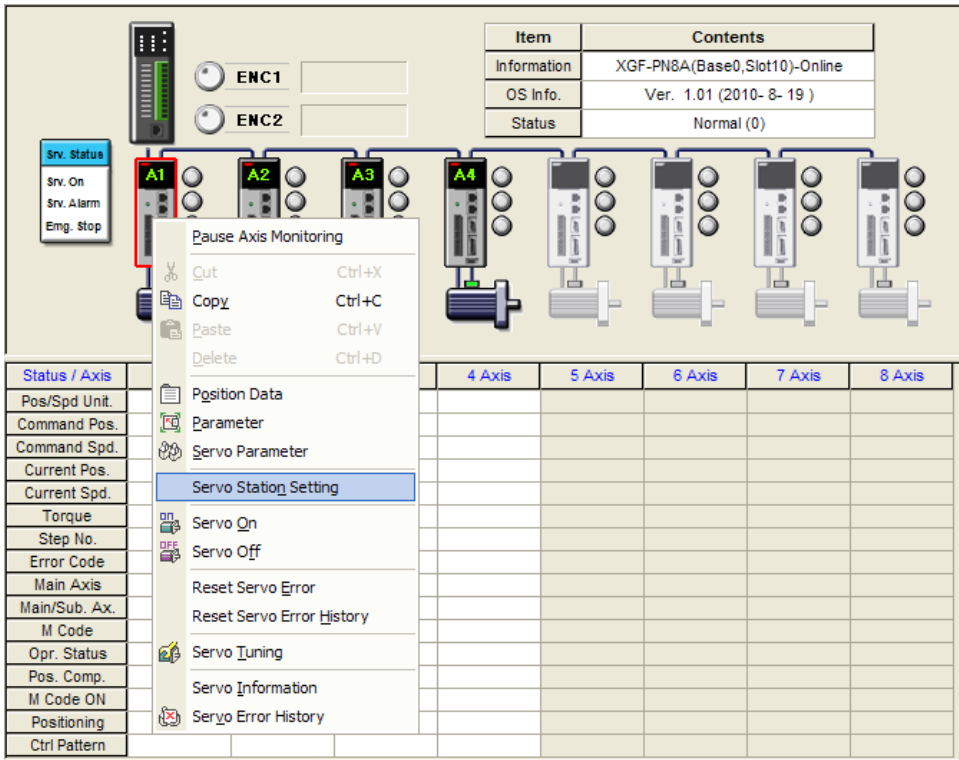 Item Contents
Information XGF-PN8A(Base0,Slot10)-Online
OS Info. Ver. 1.01 (2010- 8- 19 )
Status Normal (0)
ENC1
ENC2
Srv. Status
Srv. On
Srv. Alarm
Emg. Stop
A1 A2 A3 A4
Pause Axis Monitoring
Cut Ctrl+X
Copy Ctrl+C
Paste Ctrl+V
Delete Ctrl+D
Position Data
Parameter
Servo Parameter
Servo Station Setting
on Servo On
OFF Servo Off
Reset Servo Error
Reset Servo Error History
Servo Tuning
Servo Information
Servo Error History
Status / Axis 4 Axis 5 Axis 6 Axis 7 Axis 8 Axis
Pos/Spd Unit.
Command Pos.
Command Spd.
Current Pos.
Current Spd.
Torque
Step No.
Error Code
Main Axis
Main/Sub. Ax.
M Code
Opr. Status
Pos. Comp.
M Code ON
Positioning
Ctrl Pattern